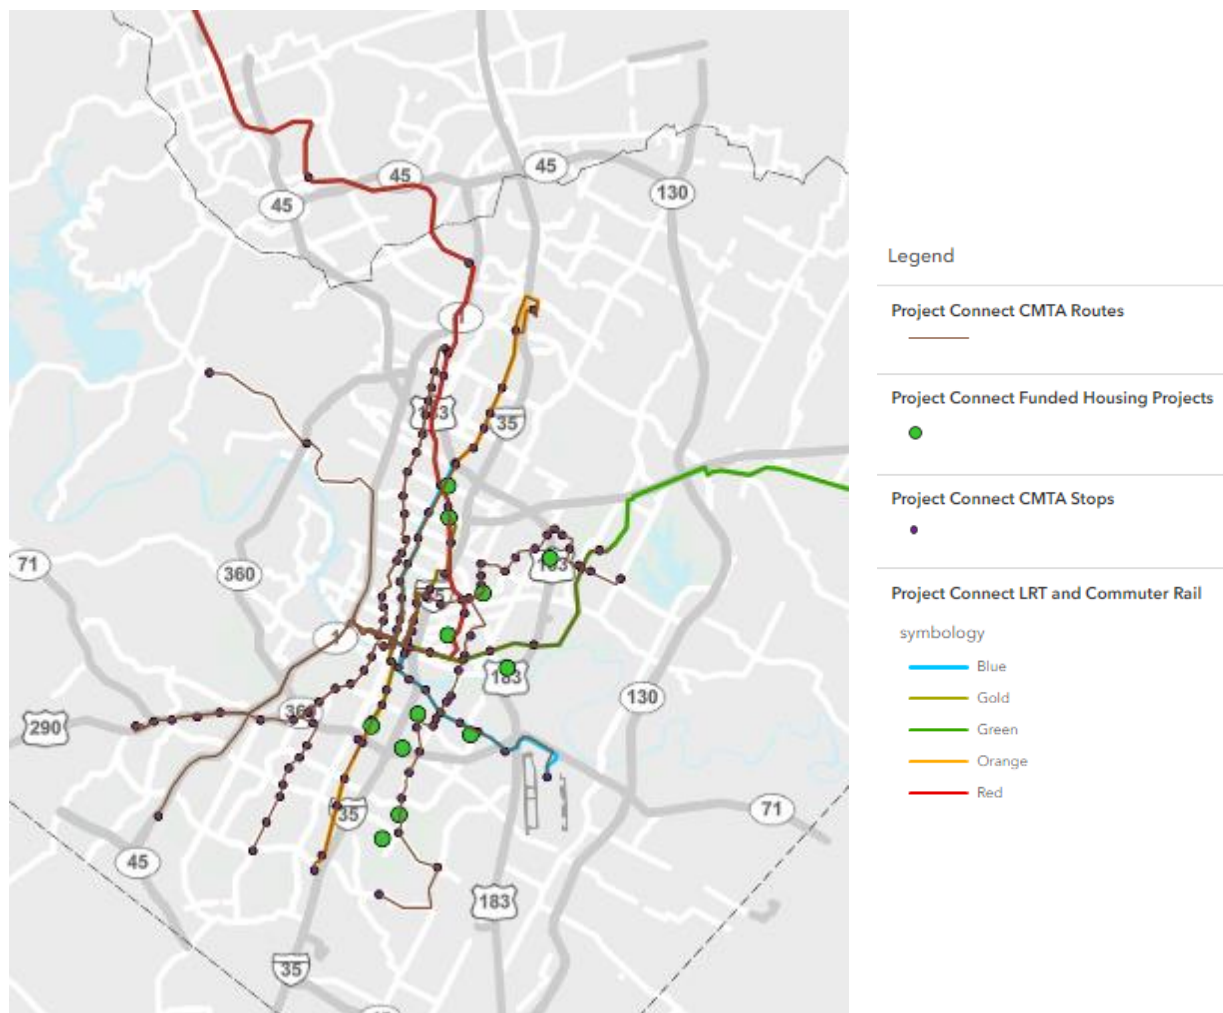 45
45
130
45
35
71
360
1
183
360
290
130
35
71
45
183
35
Legend
Project Connect CMTA Routes
Project Connect Funded Housing Projects
Project Connect CMTA Stops
Project Connect LRT and Commuter Rail
symbology
Blue
Gold
Green
Orange
Red